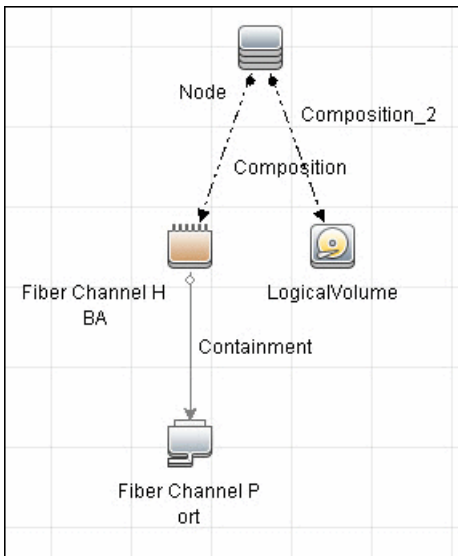 Node
Composition_2
Composition
Fiber Channel H
BA
LogicalVolume
Containment
Fiber Channel P
ort